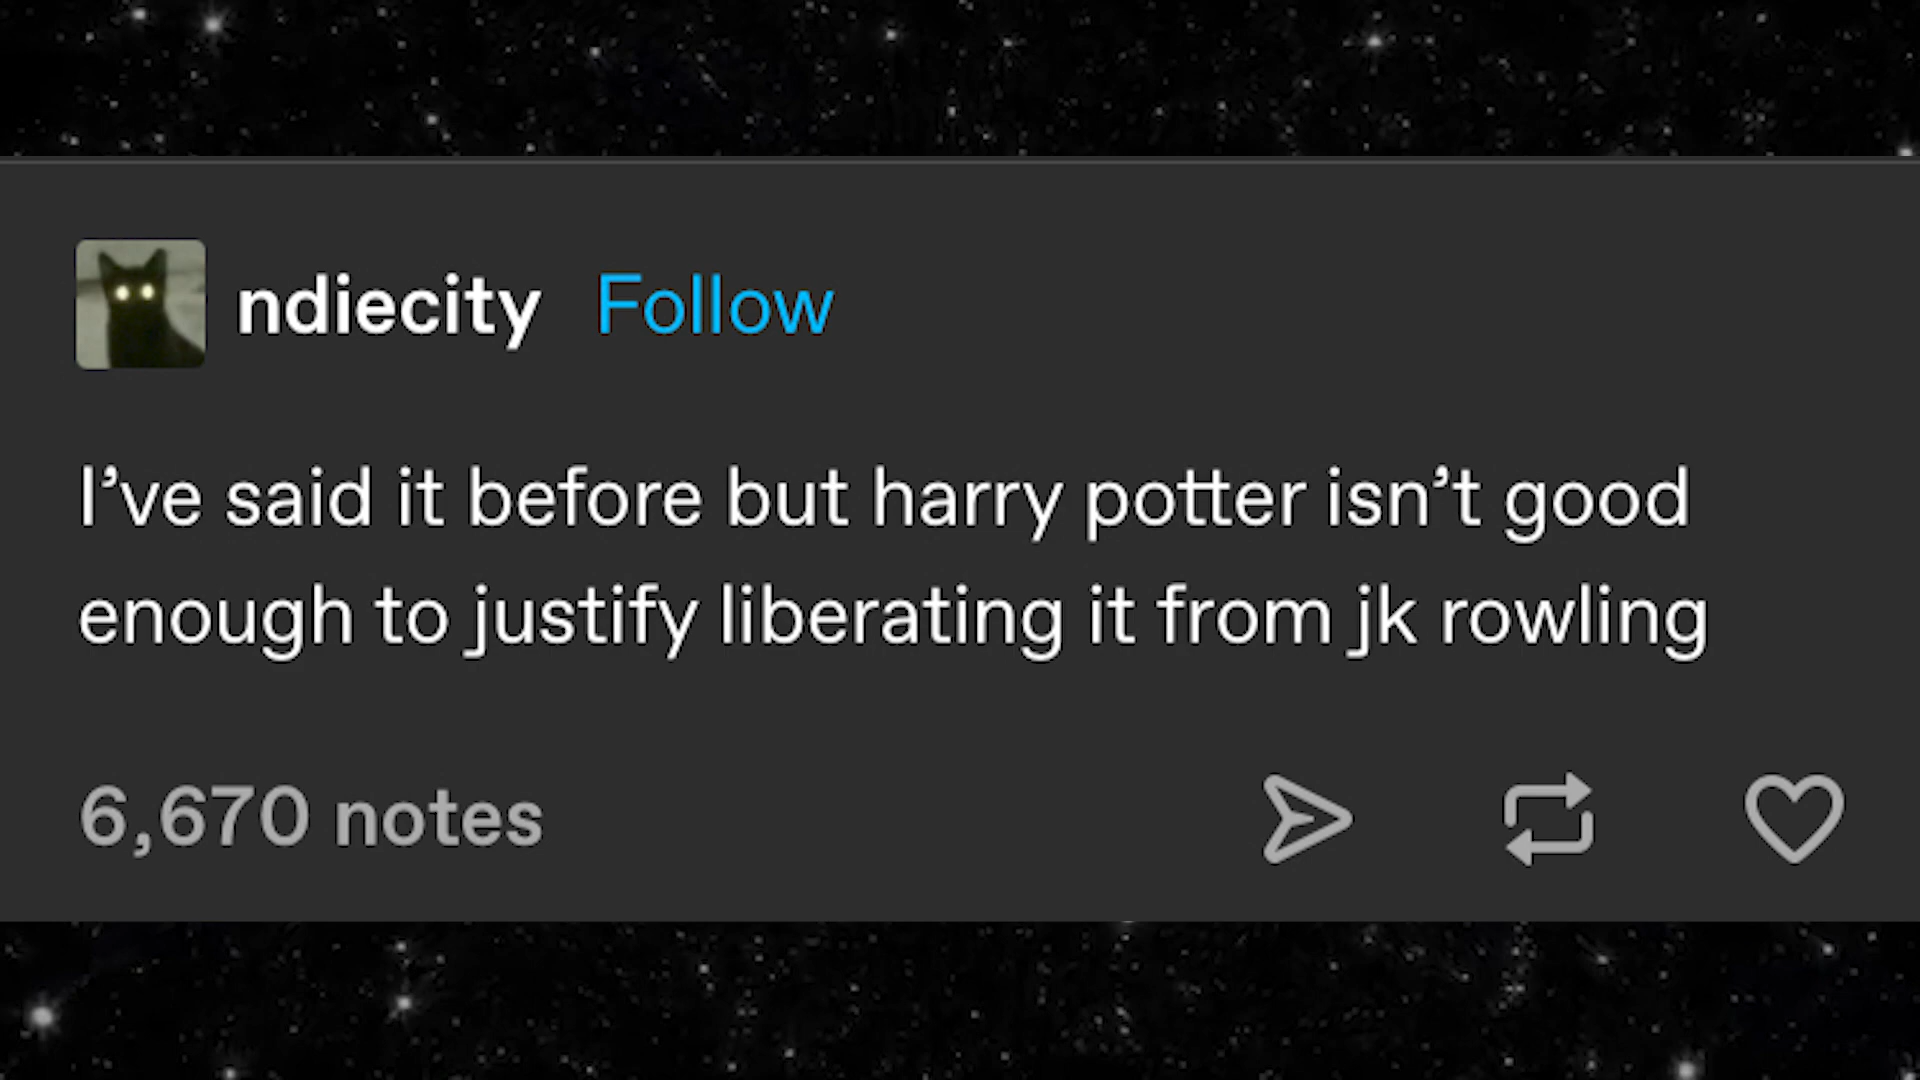 ndiecity Follow
I’ve said it before but harry potter isn’t good
enough to justify liberating it from jk rowling
6,670 notes